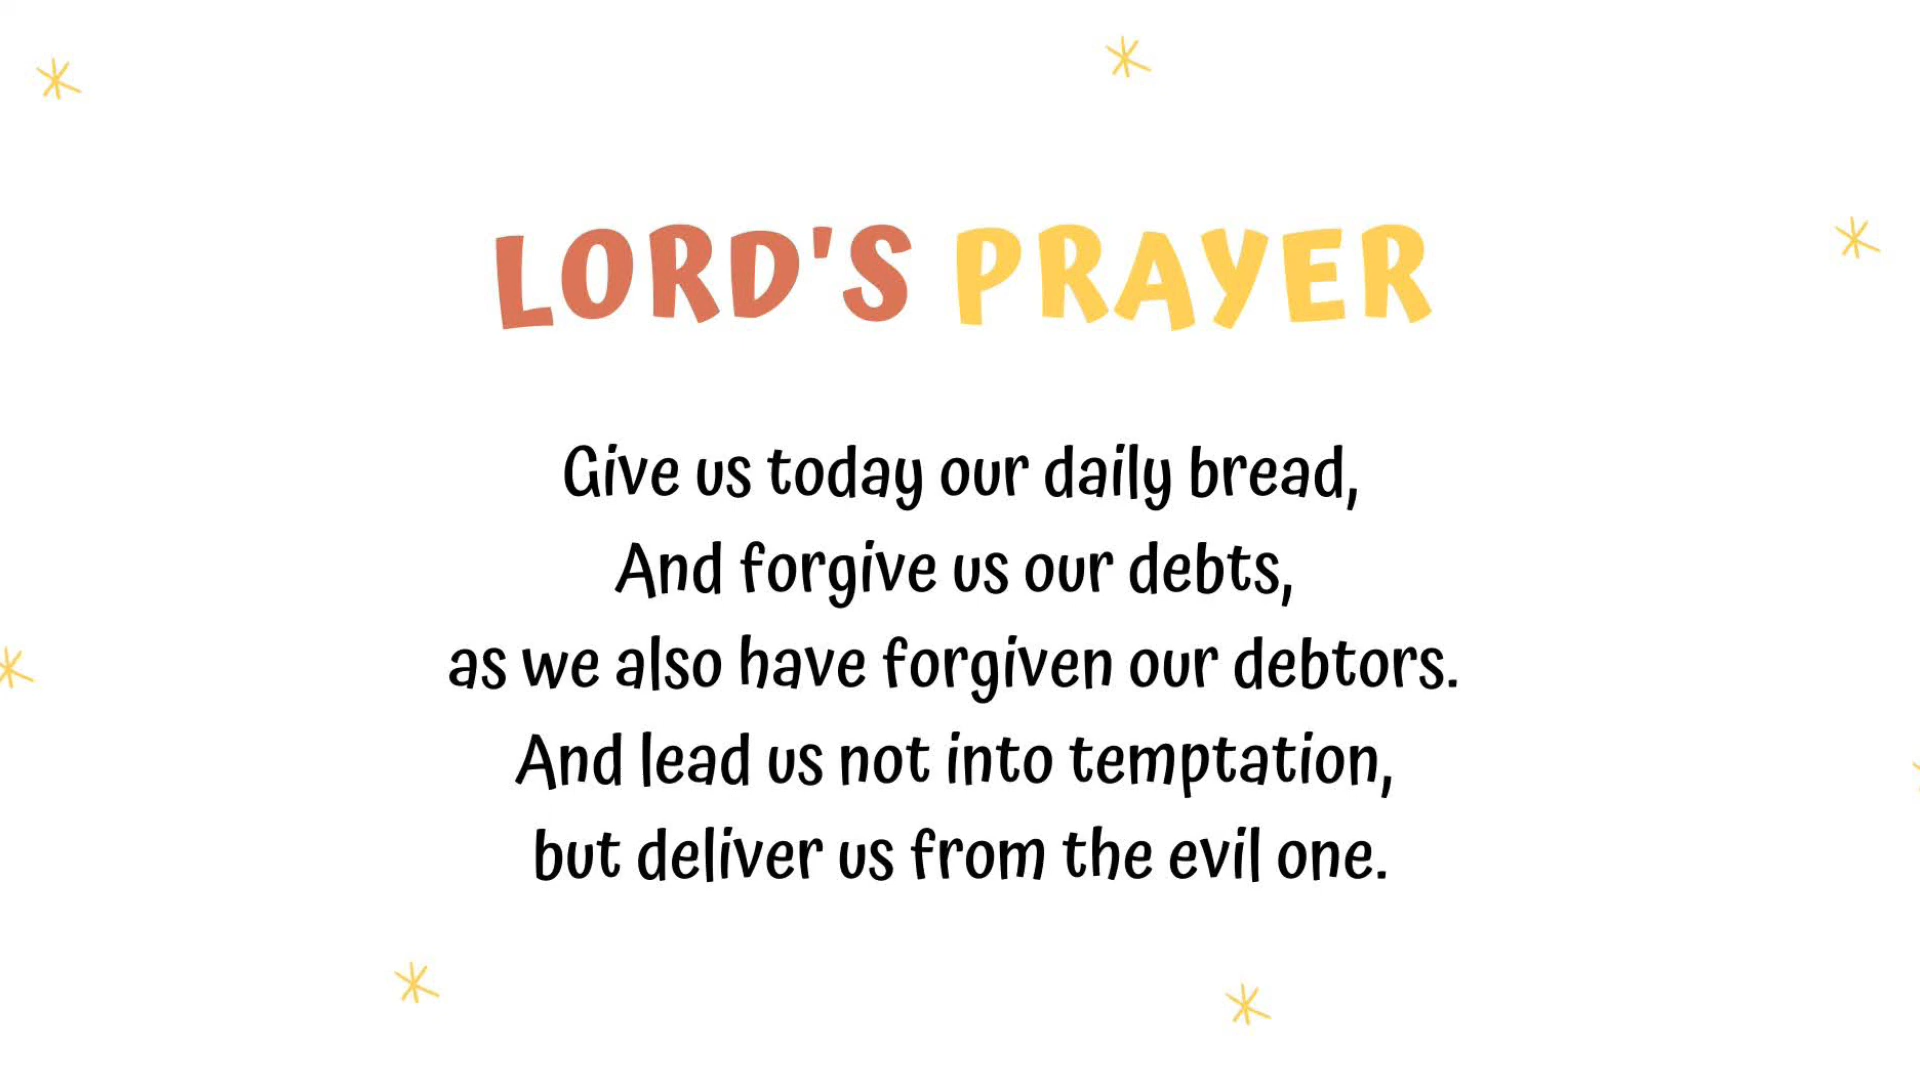 LORD'S PRAYER
Give us today our daily bread,
And forgive us our debts,
as we also have forgiven our debtors.
And lead us not into temptation,
but deliver us from the evil one.